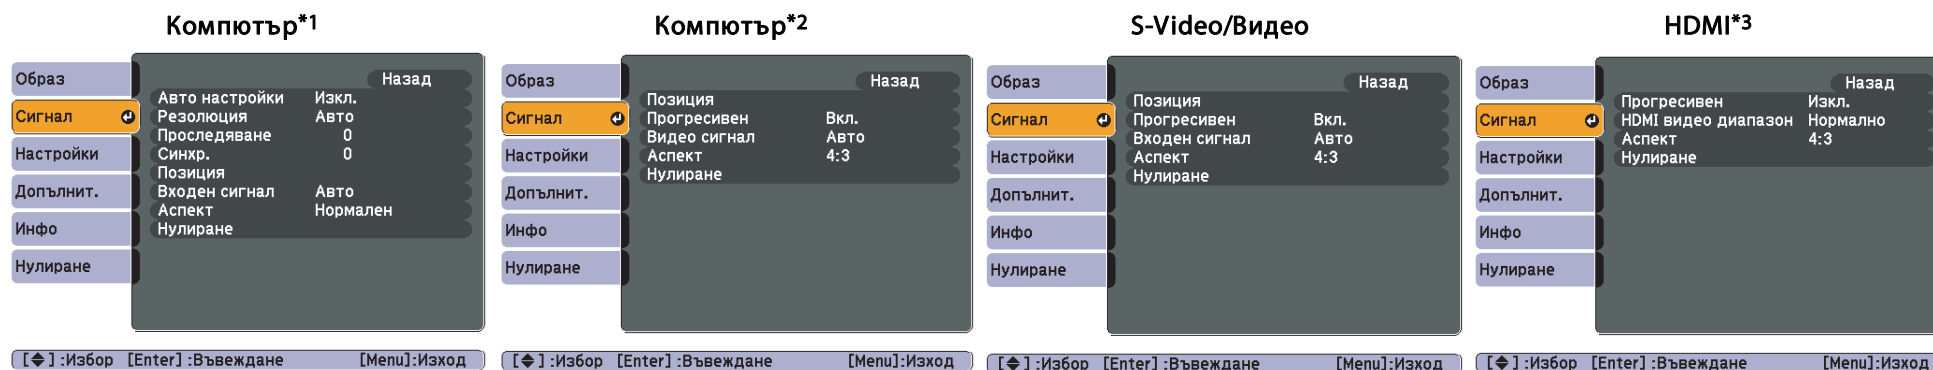 Компютър*1
Образ
Сигнал
Настройки
Допълнит.
Инфо
Нулиране
Назад
Авто настройки Изкл.
Резолюция Авто
Проследяване 0
Синхр. 0
Позиция
Входен сигнал Авто
Аспект Нормален
Нулиране
[ ] :Избор [Enter] :Въвеждане [Menu]:Изход
Компютър*2
Образ
Сигнал
Настройки
Допълнит.
Инфо
Нулиране
Назад
Позиция
Прогресивен Вкл.
Видео сигнал Авто
Аспект 4:3
Нулиране
[ ] :Избор [Enter] :Въвеждане [Menu]:Изход
S-Video/Видео
Образ
Сигнал
Настройки
Допълнит.
Инфо
Нулиране
Назад
Позиция
Прогресивен Вкл.
Входен сигнал Авто
Аспект 4:3
Нулиране
[ ] :Избор [Enter] :Въвеждане [Menu]:Изход
HDMI*3
Образ
Сигнал
Настройки
Допълнит.
Инфо
Нулиране
Назад
Прогресивен Изкл.
HDMI видео диапазон Нормално
Аспект 4:3
Нулиране
[ ] :Избор [Enter] :Въвеждане [Menu]:Изход